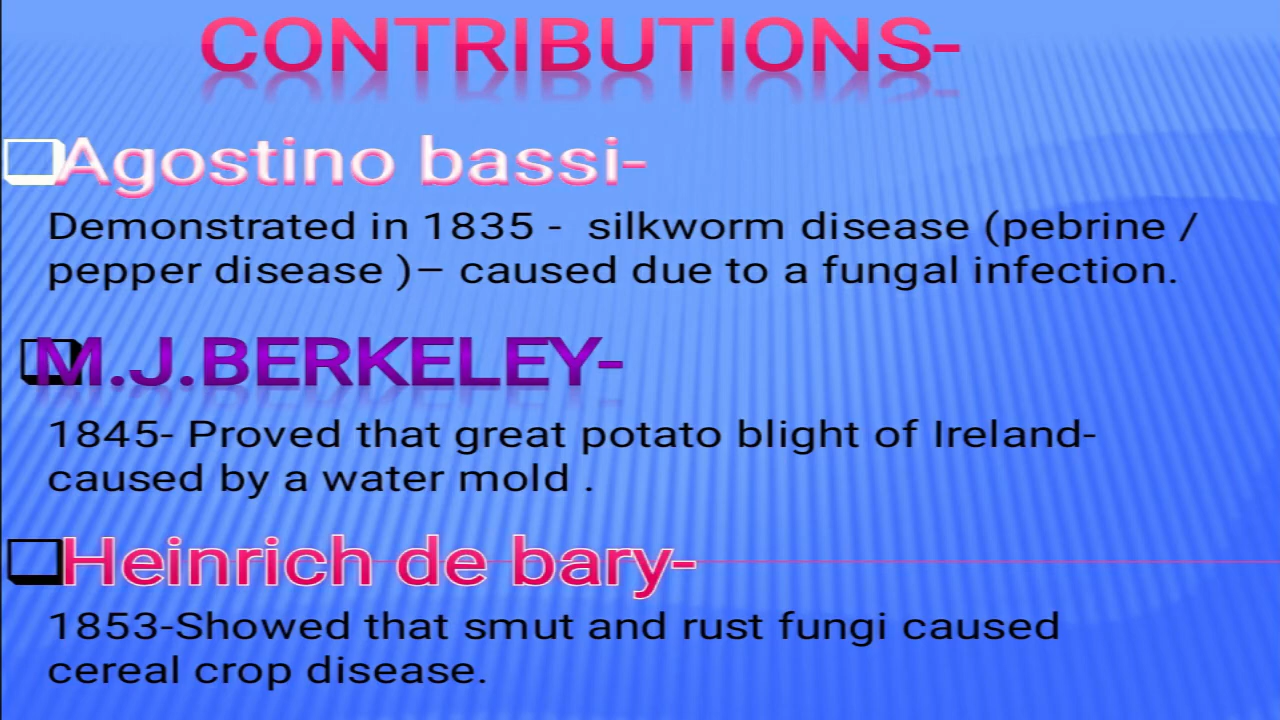 CONTRIBUTIONS-
Agostino bassi-
Demonstrated in 1835 - silkworm disease (pebrine /
pepper disease )– caused due to a fungal infection.
M.J.BERKELEY-
1845- Proved that great potato blight of Ireland-
caused by a water mold .
Heinrich de bary-
1853-Showed that smut and rust fungi caused
cereal crop disease.